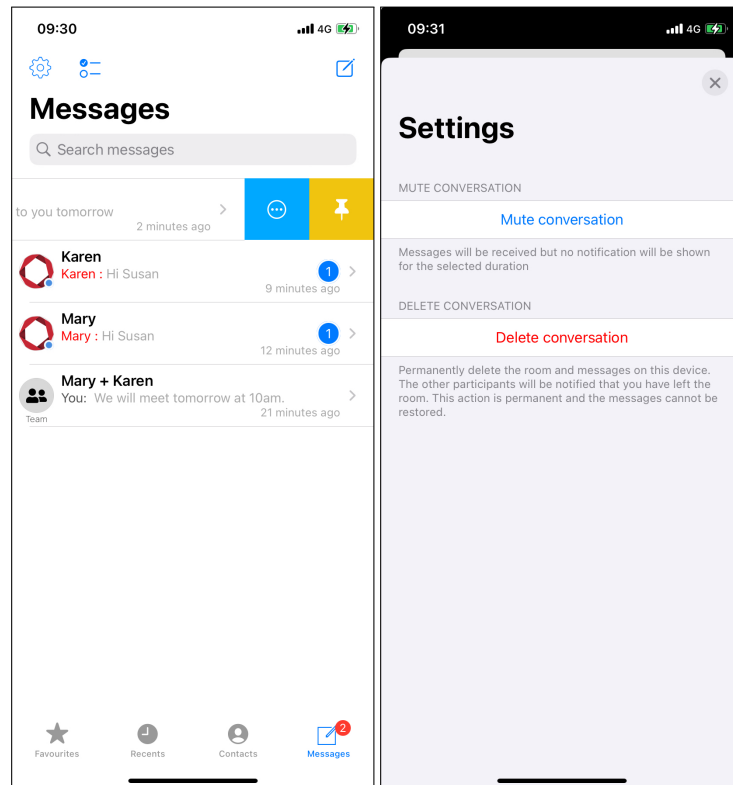 09:30
4G
Messages
Search messages
to you tomorrow
2 minutes ago
Karen
Karen : Hi Susan
1
9 minutes ago
Mary
Mary : Hi Susan
1
12 minutes ago
Mary + Karen
You: We will meet tomorrow at 10am.
21 minutes ago
Team
Favourites
Recents
Contacts
Messages
2
09:31
4G
Settings
MUTE CONVERSATION
Mute conversation
Messages will be received but no notification will be shown
for the selected duration
DELETE CONVERSATION
Delete conversation
Permanently delete the room and messages on this device.
The other participants will be notified that you have left the
room. This action is permanent and the messages cannot be
restored.